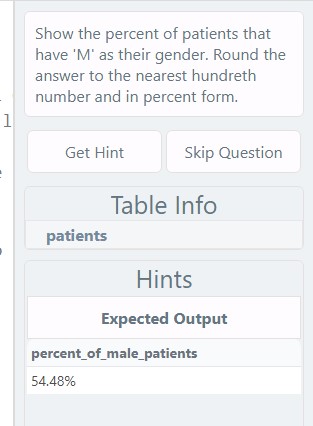 Show the percent of patients that
have 'M' as their gender. Round the
answer to the nearest hundreth
number and in percent form.
1
Get Hint
Skip Question
Table Info
patients
Hints
Expected Output
percent_of_male_patients
54.48%